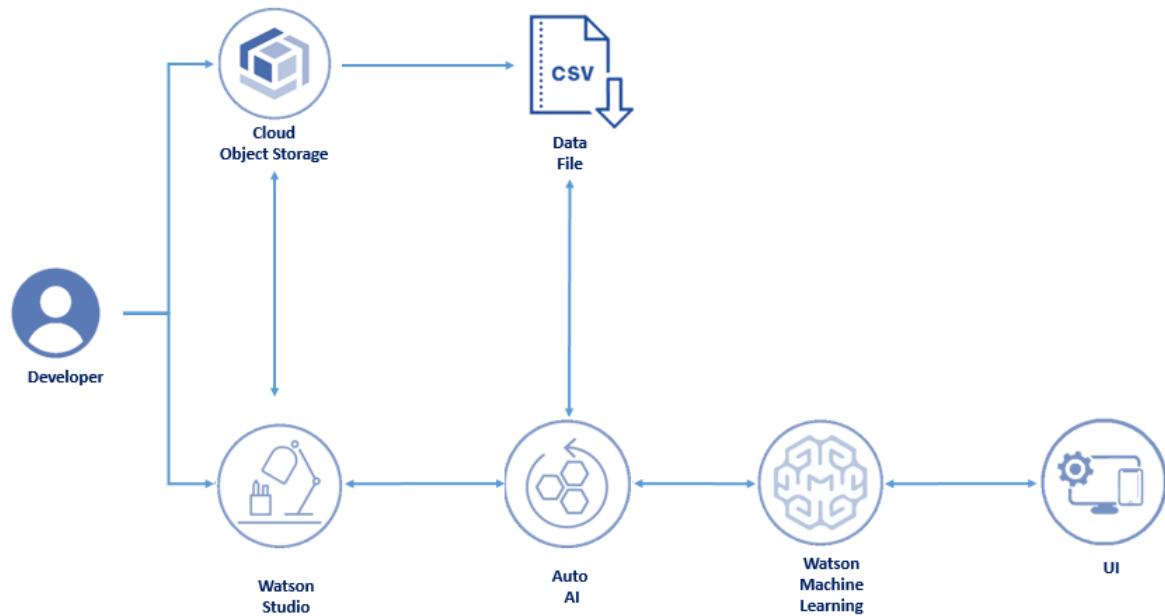 CSV
Cloud
Object Storage
Data
File
Developer
Watson
Studio
Auto
AI
Watson
Machine
Learning
UI